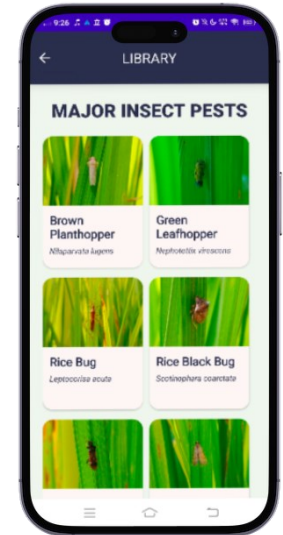 9:26
LIBRARY
MAJOR INSECT PESTS
Brown
Planthopper
Nilaparvata lugens
Green
Leafhopper
Nephotettix virescens
Rice Bug
Leptocorisa acuta
Rice Black Bug
Scotinophara coarctata